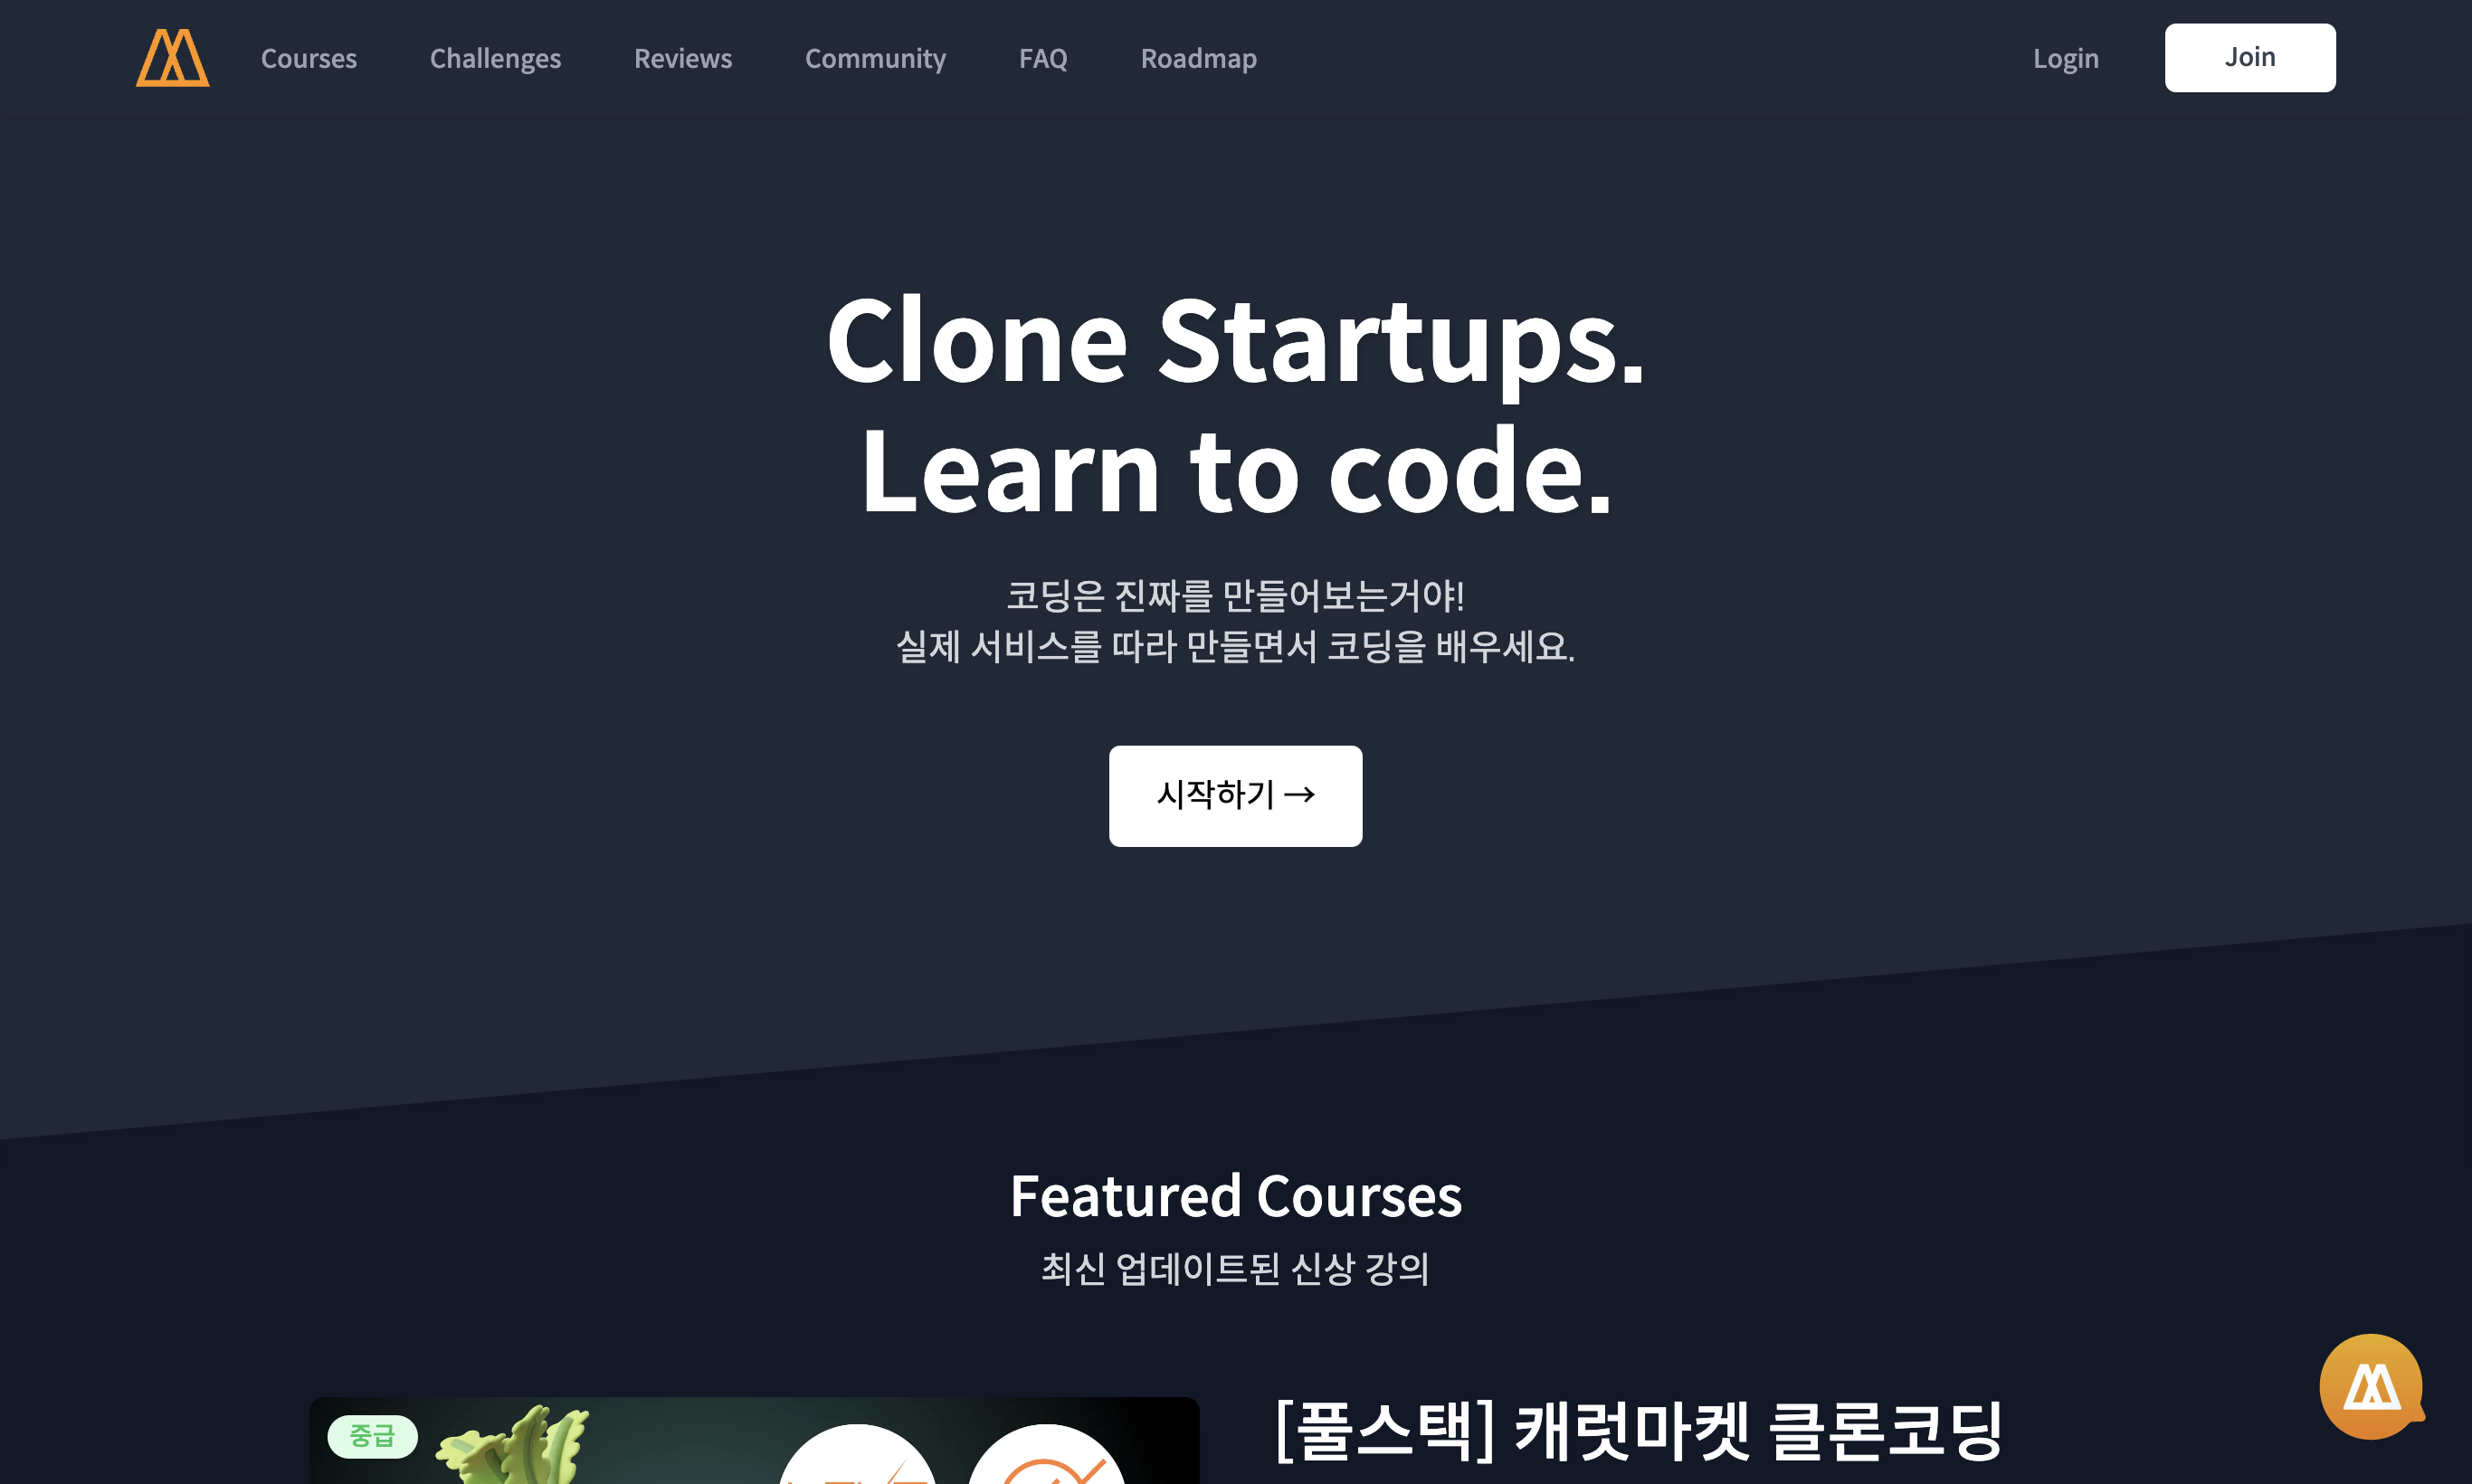 Courses
Challenges
Reviews
Community
FAQ
Roadmap
Login
Join
Clone Startups.
Learn to code.
코딩은 진짜를 만들어보는거야!
실제 서비스를 따라 만들면서 코딩을 배우세요.
시작하기 →
Featured Courses
최신 업데이트된 신상 강의
중급
[풀스택] 캐럿마켓 클론코딩